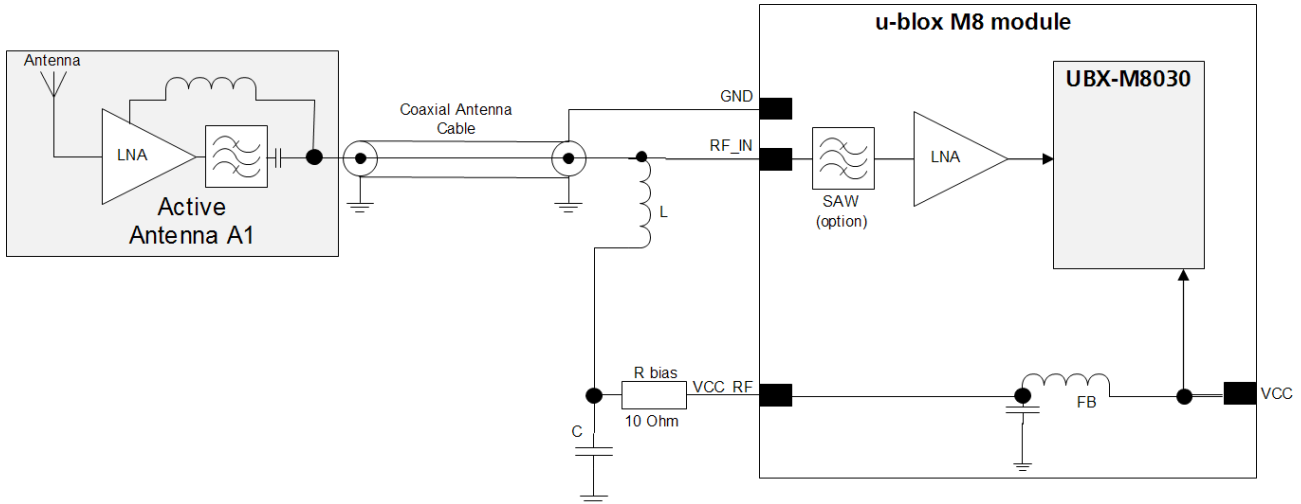 u-blox M8 module
Antenna
LNA
Active
Antenna A1
Coaxial Antenna
Cable
GND
RF_IN
SAW
(option)
LNA
UBX-M8030
L
R bias
10 Ohm
VCC_RF
C
FB
VCC